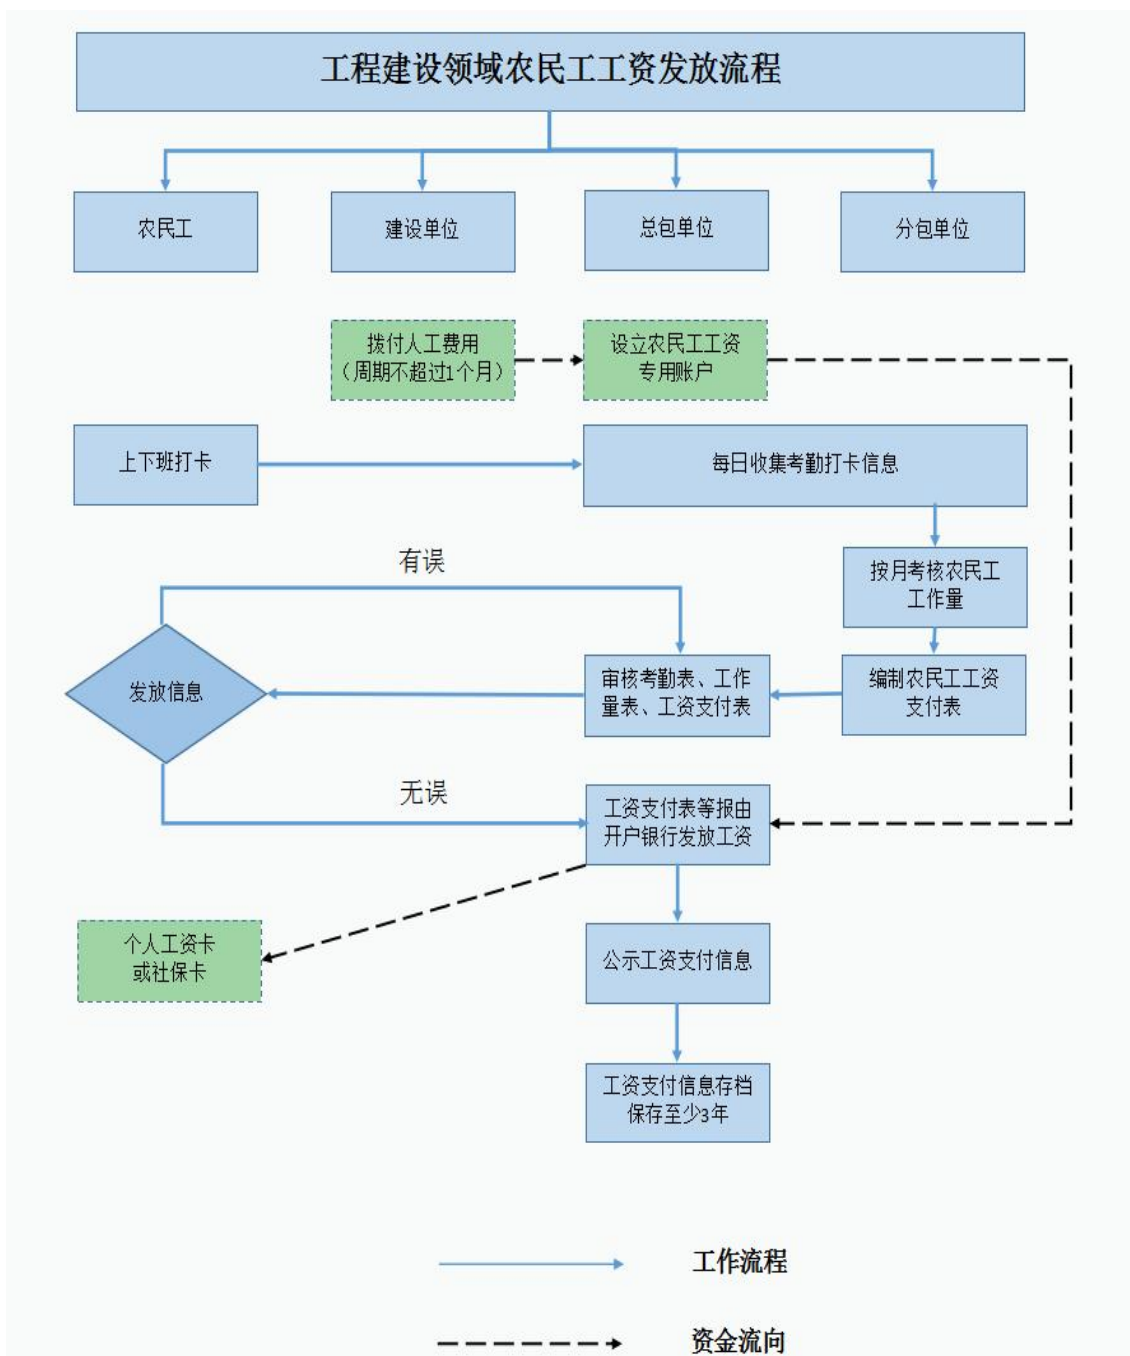 工程建设领域农民工工资发放流程
农民工
建设单位
总包单位
分包单位
拨付人工费用
（周期不超过1个月）
设立农民工工资
专用账户
上下班打卡
每日收集考勤打卡信息
按月考核农民工
工作量
有误
发放信息
审核考勤表、工作
量表、工资支付表
编制农民工工资
支付表
无误
工资支付表等报由
开户银行发放工资
个人工资卡
或社保卡
公示工资支付信息
工资支付信息存档
保存至少3年
工作流程
资金流向